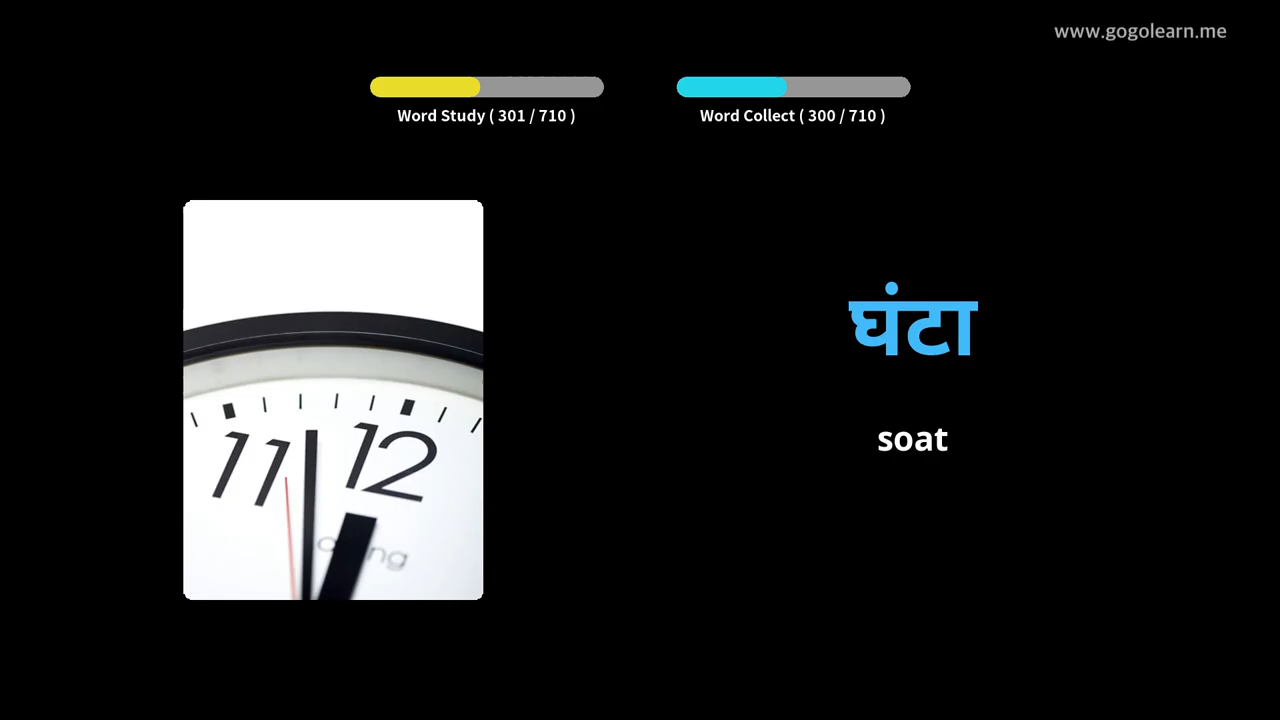 www.gogolearn.me
Word Study ( 301 / 710 )
Word Collect ( 300 / 710 )
11
12
घंटा
soat